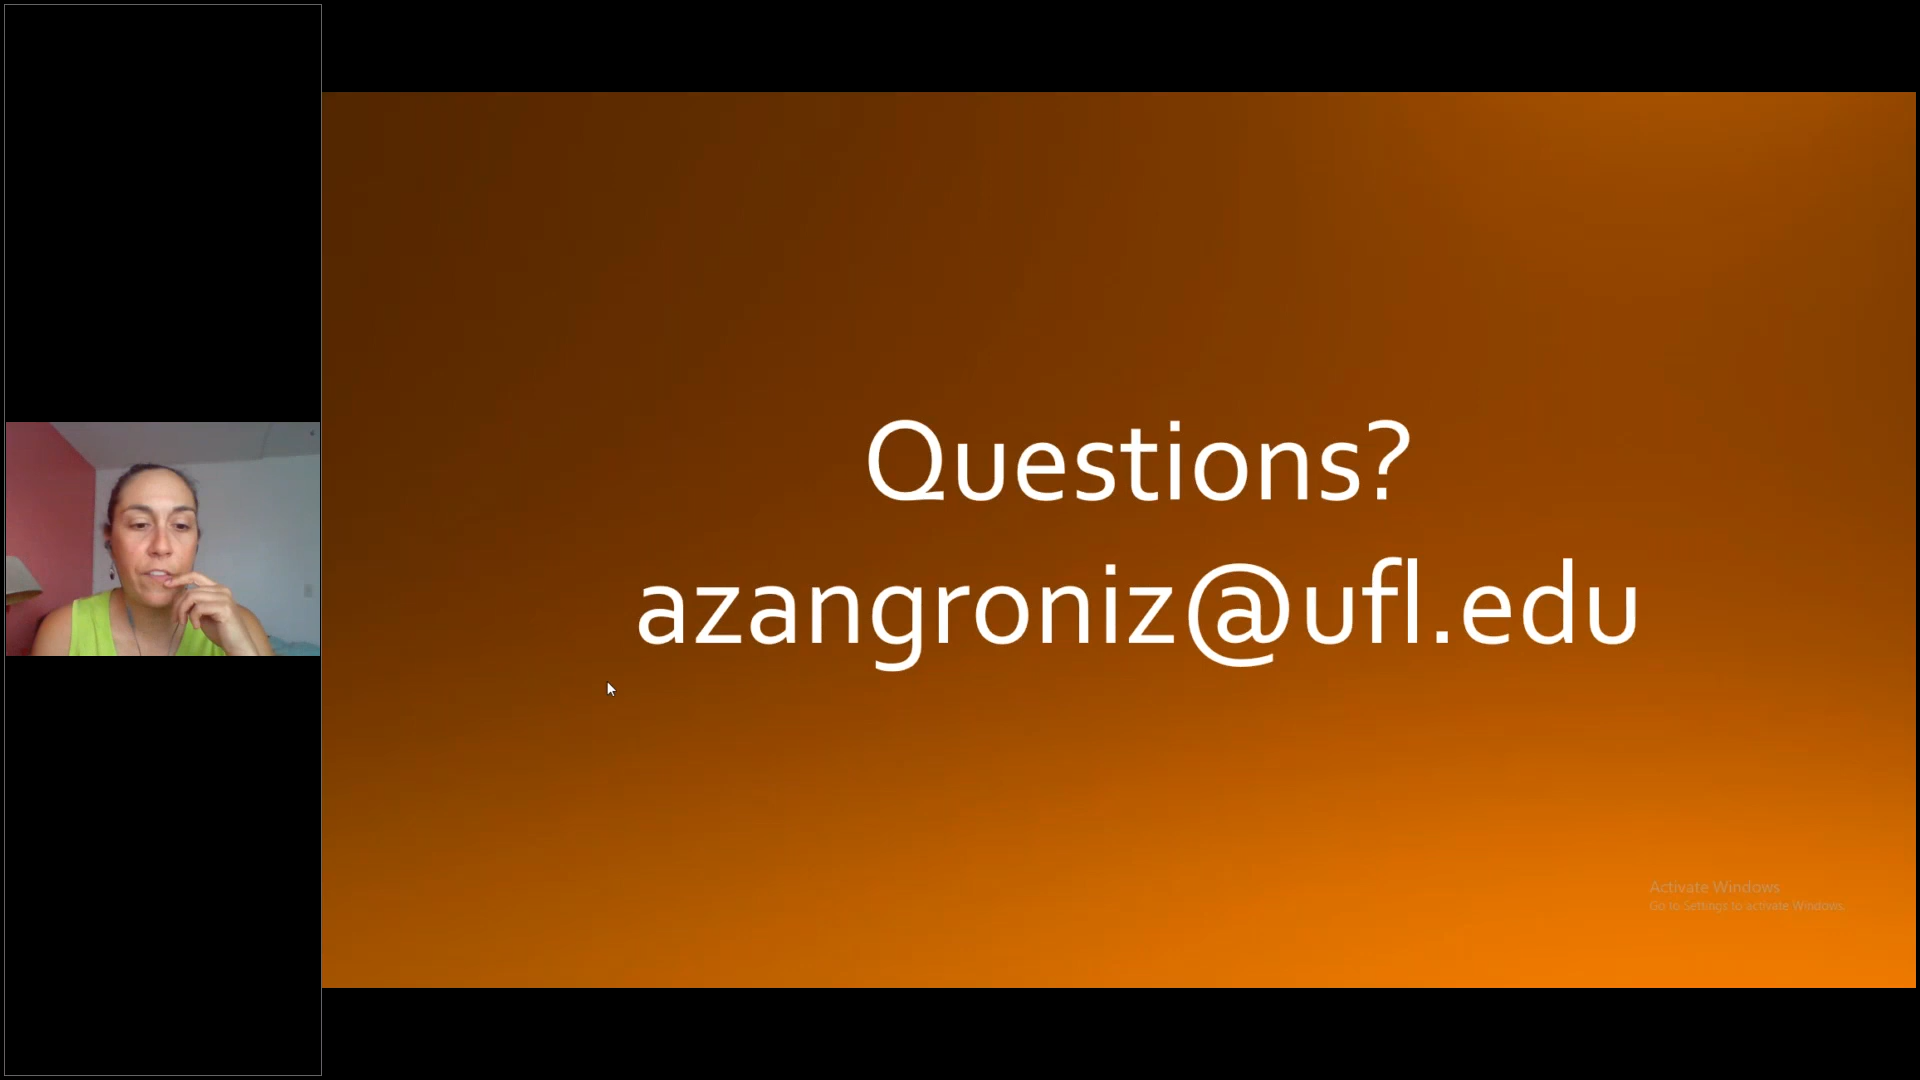 Questions?
azangroniz@ufl.edu
Activate Windows
Go to Settings to activate Windows.